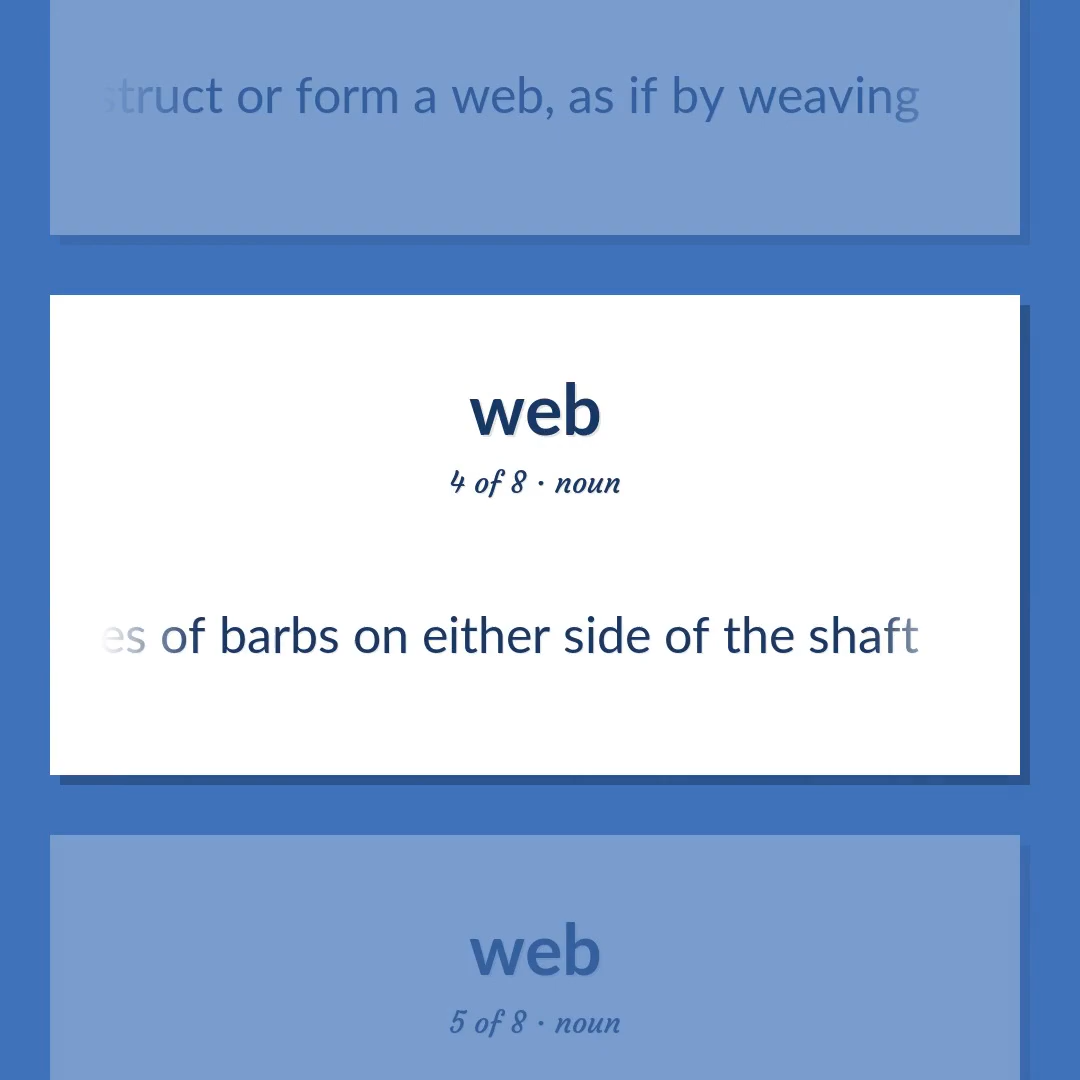 struct or form a web, as if by weaving
web
4 of 8 · noun
es of barbs on either side of the shaft
web
5 of 8 · noun